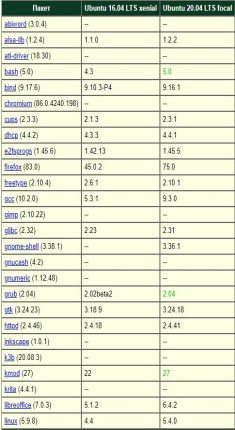 Пакет Ubuntu 16.04 LTS xenial Ubuntu 20.04 LTS focal
abiword (3.0.4) -- --
alsa-lib (1.2.4) 1.1.0 1.2.2
ati-driver (18.30) -- --
bash (5.0) 4.3 5.0
bind (9.17.6) 9.10.3-P4 9.16.1
chromium (86.0.4240.198) -- --
cups (2.3.3) 2.1.3 2.3.1
dhcp (4.4.2) 4.3.3 4.4.1
e2fsprogs (1.45.6) 1.42.13 1.45.5
firefox (83.0) 45.0.2 75.0
freetype (2.10.4) 2.6.1 2.10.1
gcc (10.2.0) 5.3.1 9.3.0
gimp (2.10.22) -- --
glibc (2.32) 2.23 2.31
gnome-shell (3.38.1) -- 3.36.1
gnucash (4.2) -- --
gnumeric (1.12.48) -- --
grub (2.04) 2.02beta2 2.04
gtk (3.24.23) 3.18.9 3.24.18
httpd (2.4.46) 2.4.18 2.4.41
inkscape (1.0.1) -- --
k3b (20.08.3) -- --
kmod (27) 22 27
krita (4.4.1) -- --
libreoffice (7.0.3) 5.1.2 6.4.2
linux (5.9.8) 4.4 5.4.0